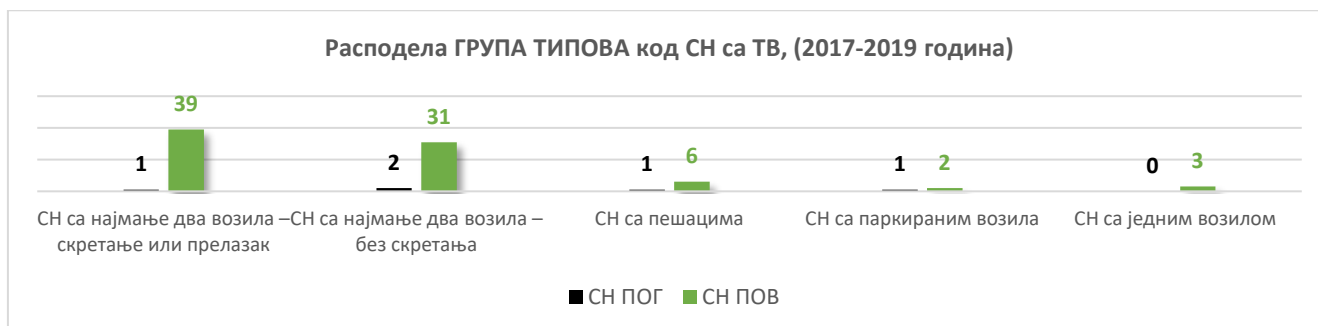 Расподела ГРУПА ТИПОВА код СН са ТВ, (2017-2019 година)
39
31
1
2
1
6
1
2
0
3
СН са најмање два возила –
скретање или прелазак
СН са најмање два возила –
без скретања
СН са пешацима
СН са паркираним возила
СН са једним возилом
СН ПОГ
СН ПОВ